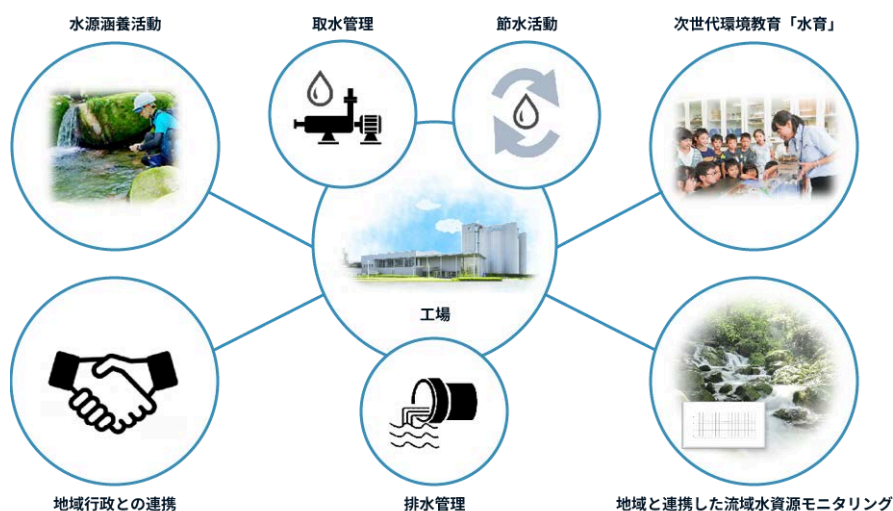 水源涵養活動
取水管理
節水活動
次世代環境教育「水育」
工場
地域行政との連携
排水管理
地域と連携した流域水資源モニタリング